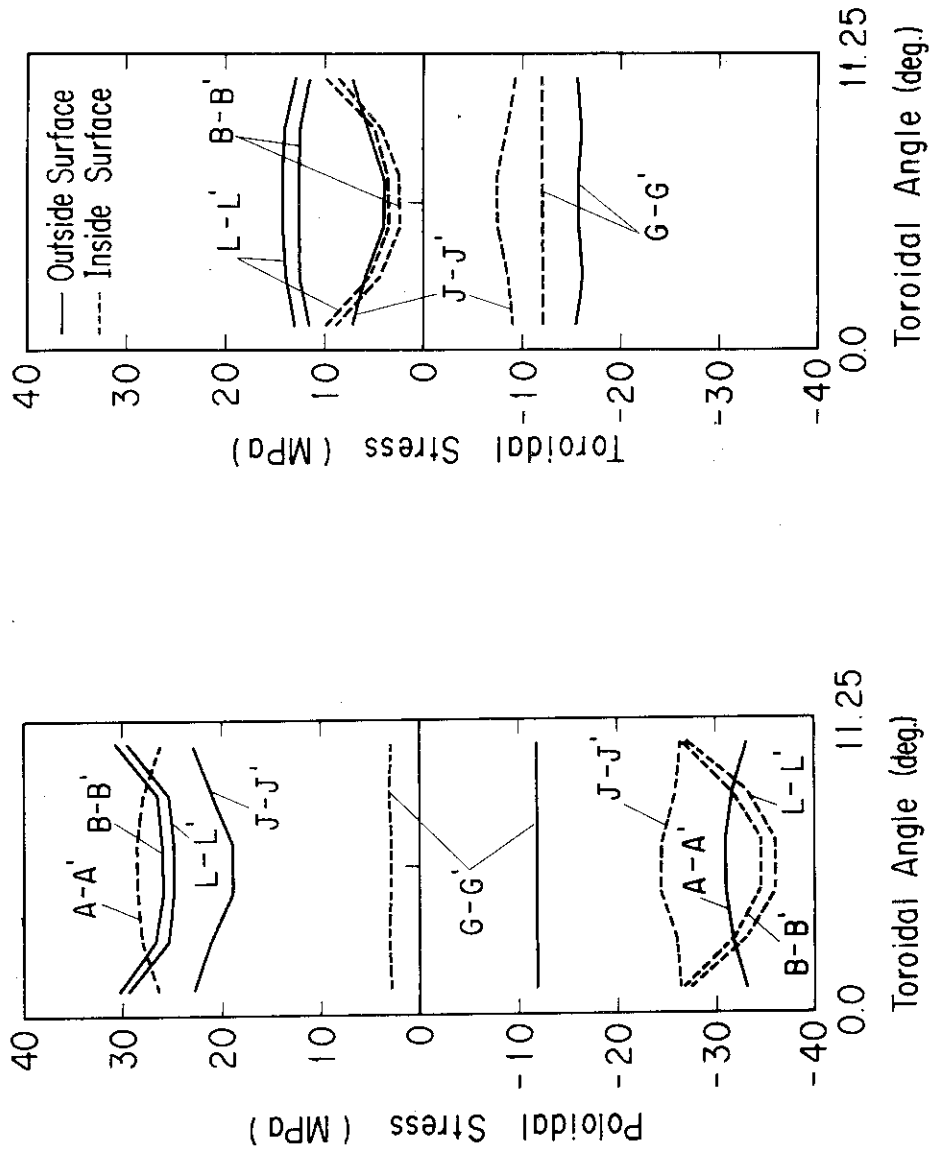 40
30
20
10
0
-10
-20
-30
-40
Poloidal Stress (MPa)
A-A'
B-B'
L-L'
J-J'
G-G'
J-J'
A-A'
L-L'
B-B'
0.0
11.25
Toroidal Angle (deg.)
40
30
20
10
0
-10
-20
-30
-40
Toroidal Stress (MPa)
Outside Surface
Inside Surface
L-L'
B-B'
J-J'
G-G'
0.0
11.25
Toroidal Angle (deg.)